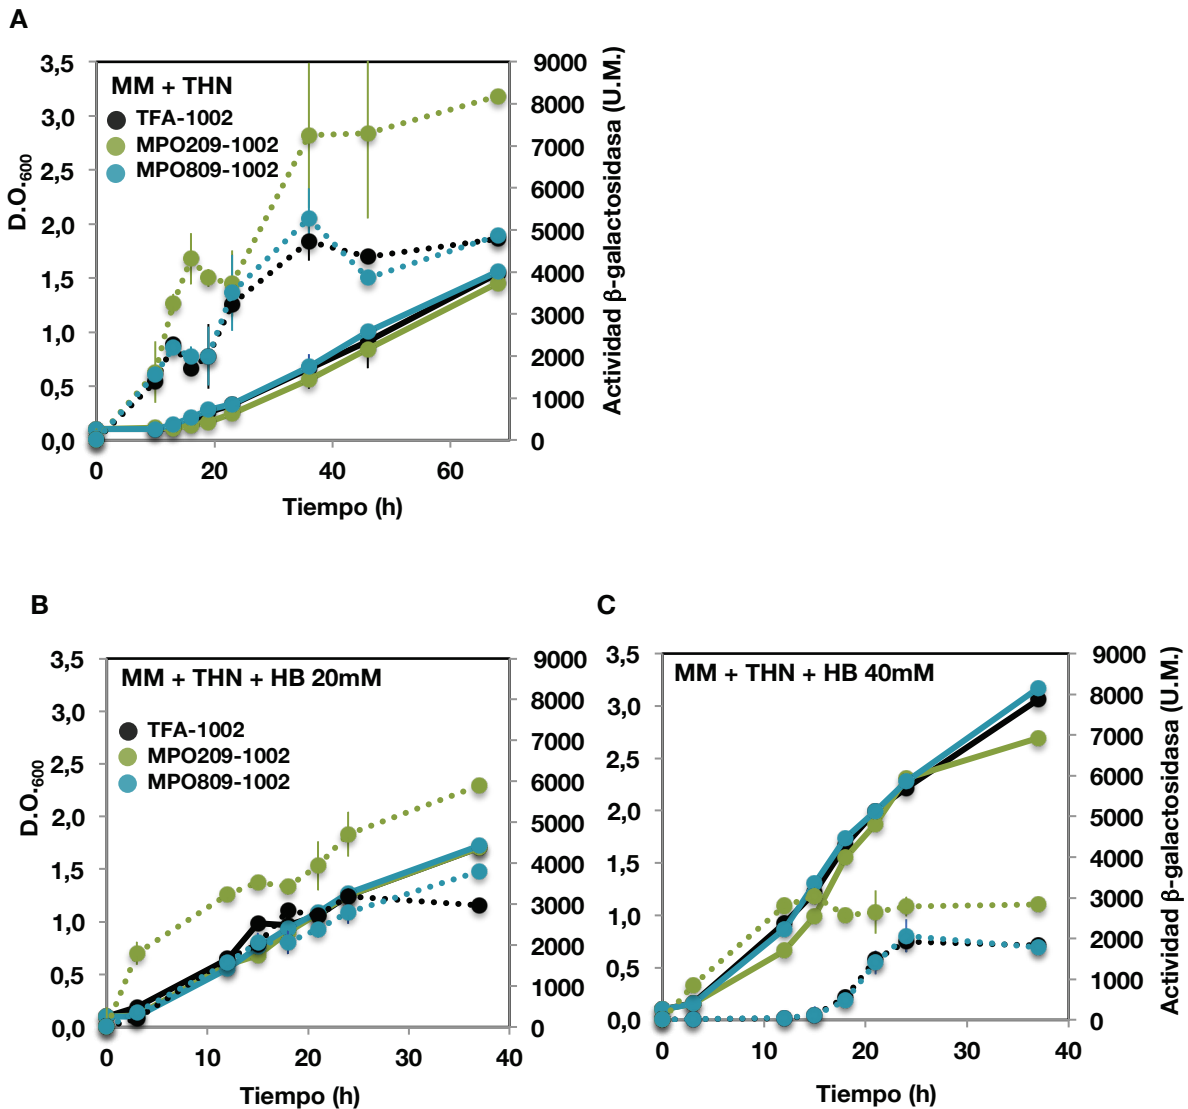 A
MM + THN
TFA-1002
MPO209-1002
MPO809-1002
D.O.600
3,5
3,0
2,5
2,0
1,5
1,0
0,5
0,0
9000
8000
7000
6000
5000
4000
3000
2000
1000
0
Actividad β-galactosidasa (U.M.)
0 20 40 60
Tiempo (h)
B
MM + THN + HB 20mM
TFA-1002
MPO209-1002
MPO809-1002
D.O.600
3,5
3,0
2,5
2,0
1,5
1,0
0,5
0,0
9000
8000
7000
6000
5000
4000
3000
2000
1000
0
0 10 20 30 40
Tiempo (h)
C
MM + THN + HB 40mM
3,5
3,0
2,5
2,0
1,5
1,0
0,5
0,0
9000
8000
7000
6000
5000
4000
3000
2000
1000
0
Actividad β-galactosidasa (U.M.)
0 10 20 30 40
Tiempo (h)